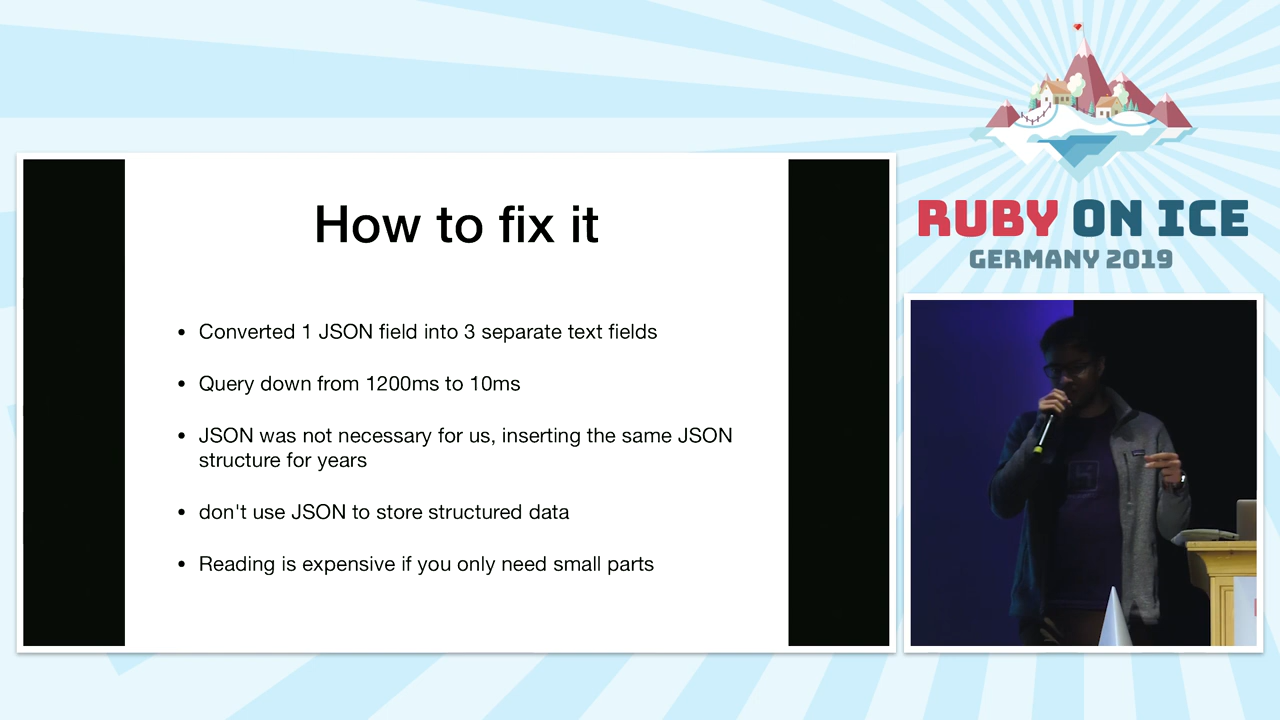 How to fix it
• Converted 1 JSON field into 3 separate text fields
• Query down from 1200ms to 10ms
• JSON was not necessary for us, inserting the same JSON
structure for years
• don't use JSON to store structured data
• Reading is expensive if you only need small parts
RUBY ON ICE
GERMANY 2019